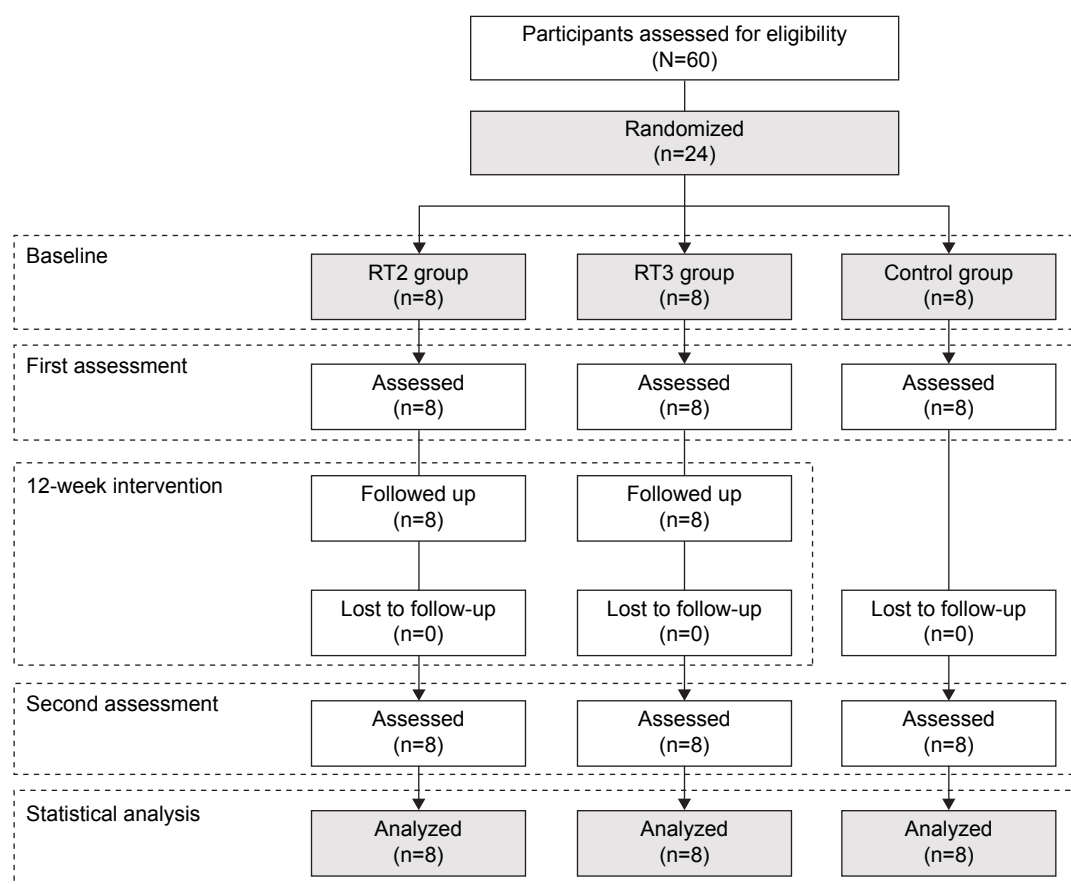 Participants assessed for eligibility
(N=60)
Randomized
(n=24)
Baseline
RT2 group
(n=8)
RT3 group
(n=8)
Control group
(n=8)
First assessment
Assessed
(n=8)
Assessed
(n=8)
Assessed
(n=8)
12-week intervention
Followed up
(n=8)
Followed up
(n=8)
Lost to follow-up
(n=0)
Lost to follow-up
(n=0)
Lost to follow-up
(n=0)
Second assessment
Assessed
(n=8)
Assessed
(n=8)
Assessed
(n=8)
Statistical analysis
Analyzed
(n=8)
Analyzed
(n=8)
Analyzed
(n=8)